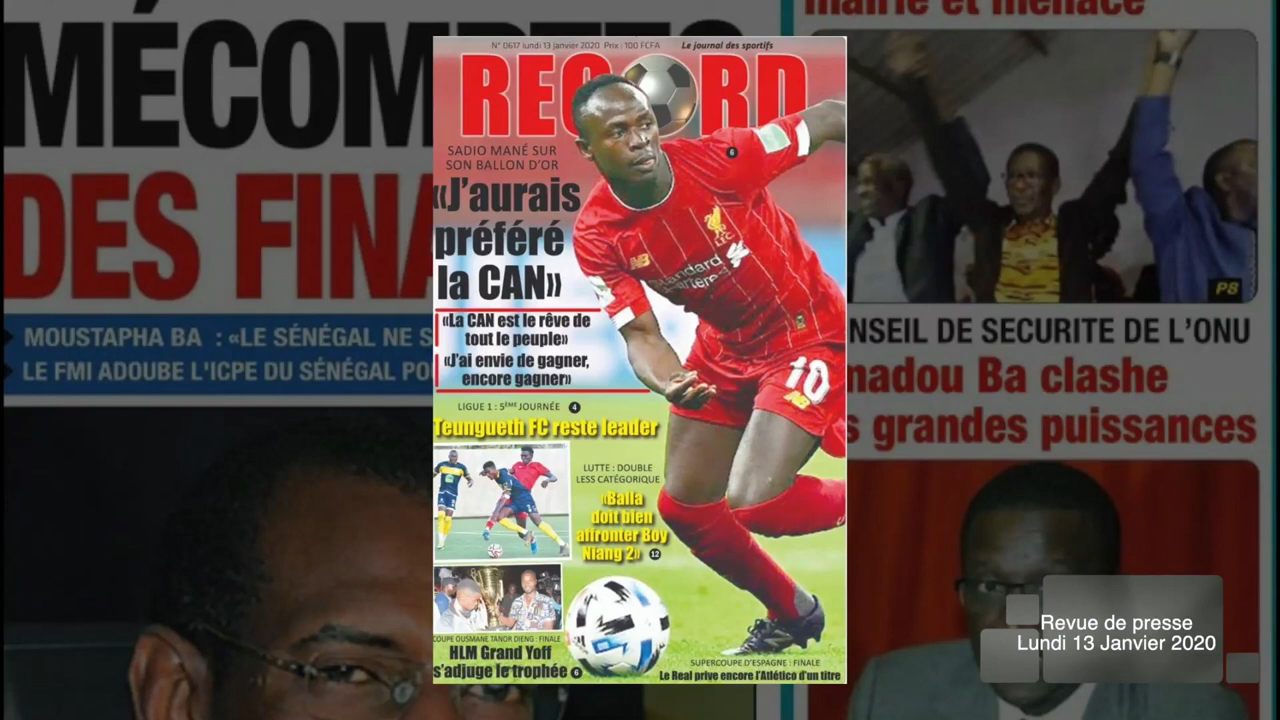 MÉCOMPTES
DES FINA
MOUSTAPHA BA : «LE SÉNÉGAL NE S
LE FMI ADOUBE L'ICPE DU SÉNÉGAL PO
N° 0617 lundi 13 Janvier 2020 Prix : 100 FCFA
Le journal des sportifs
RECORD
SADIO MANÉ SUR
SON BALLON D'OR
6
«J'aurais
préféré
la CAN»
«La CAN est le rêve de
tout le peuple»
«J'ai envie de gagner,
encore gagner»
LIGUE 1 : 5ÈME JOURNÉE 4
Teungueth FC reste leader
LUTTE : DOUBLE
LESS CATÉGORIQUE
«Balla
doit bien
affronter Boy
Niang 2» 12
COUPE OUSMANE TANOR DIENG : FINALE
HLM Grand Yoff
s'adjuge le trophée 6
SUPERCOUPE D'ESPAGNE : FINALE
Le Real prive encore l'Atlético d'un titre
NB
L.F.C.
Standard
Chartered
10
NB
mairie et menace
P8
NSEIL DE SECURITE DE L'ONU
madou Ba clashe
s grandes puissances
Revue de presse
Lundi 13 Janvier 2020